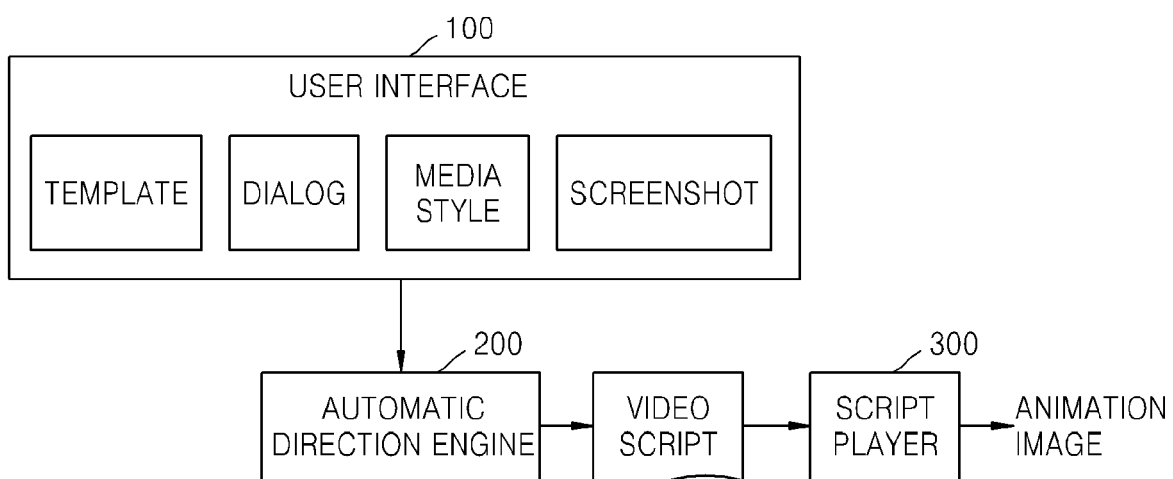 100
USER INTERFACE
TEMPLATE
DIALOG
MEDIA
STYLE
SCREENSHOT
200
300
AUTOMATIC
DIRECTION ENGINE
VIDEO
SCRIPT
SCRIPT
PLAYER
ANIMATION
IMAGE